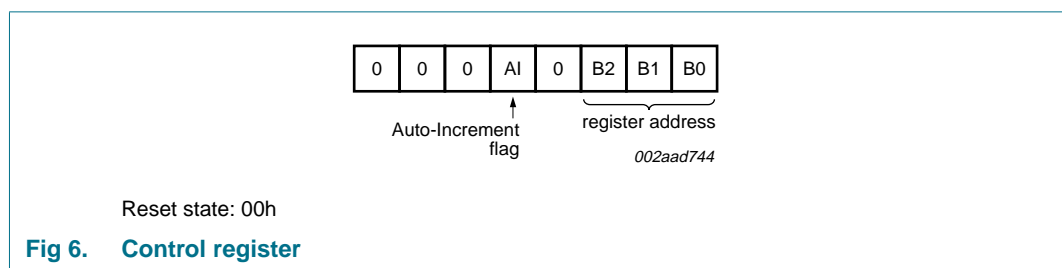 0 0 0 AI 0 B2 B1 B0
Auto-Increment
flag
register address
002aad744
Reset state: 00h
Fig 6. Control register